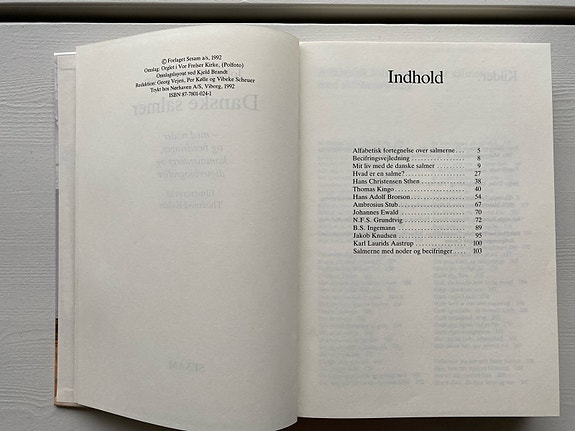 © Forlaget Sesam a/s, 1992
Omslag: Orglet i Vor Frelser Kirke, (Polfoto)
Omslagslayout ved Kjeld Brandt
Redaktion: Georg Vejen, Per Kølle og Vibeke Scheuer
Trykt hos Nørhaven A/S, Viborg, 1992
ISBN 87-7801-024-1
Indhold
Alfabetisk fortegnelse over salmerne . . . 5
Becifringsvejledning . . . . . . . . . . . . . . . . 8
Mit liv med de danske salmer . . . . . . . . . 9
Hvad er en salme? . . . . . . . . . . . . . . . . . 27
Hans Christensen Sthen . . . . . . . . . . . . . 38
Thomas Kingo . . . . . . . . . . . . . . . . . . . . 40
Hans Adolf Brorson . . . . . . . . . . . . . . . . 54
Ambrosius Stub . . . . . . . . . . . . . . . . . . . 67
Johannes Ewald . . . . . . . . . . . . . . . . . . . 70
N.F.S. Grundtvig . . . . . . . . . . . . . . . . . . 72
B.S. Ingemann . . . . . . . . . . . . . . . . . . . . 89
Jakob Knudsen . . . . . . . . . . . . . . . . . . . . 95
Karl Laurids Aastrup . . . . . . . . . . . . . . . 100
Salmerne med noder og becifringer . . . . 103